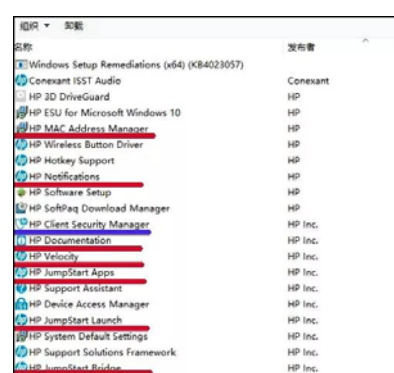 组织 卸载
名称 发布者
Windows Setup Remediations (x64) (KB4023057)
Conexant ISST Audio Conexant
HP 3D DriveGuard HP
HP ESU for Microsoft Windows 10 HP
HP MAC Address Manager HP
HP Wireless Button Driver HP
HP Hotkey Support HP
HP Notifications HP
HP Software Setup HP
HP SoftPaq Download Manager HP
HP Client Security Manager HP Inc.
HP Documentation HP Inc.
HP Velocity HP Inc.
HP JumpStart Apps HP Inc.
HP Support Assistant HP Inc.
HP Device Access Manager HP Inc.
HP JumpStart Launch HP Inc.
HP System Default Settings HP Inc.
HP Support Solutions Framework HP Inc.
HP JumpStart Bridge HP Inc.